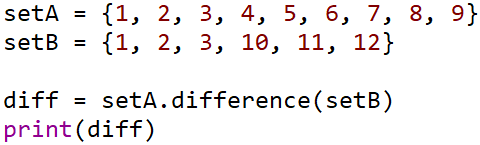 setA = {1, 2, 3, 4, 5, 6, 7, 8, 9}
setB = {1, 2, 3, 10, 11, 12}

diff = setA.difference(setB)
print(diff)